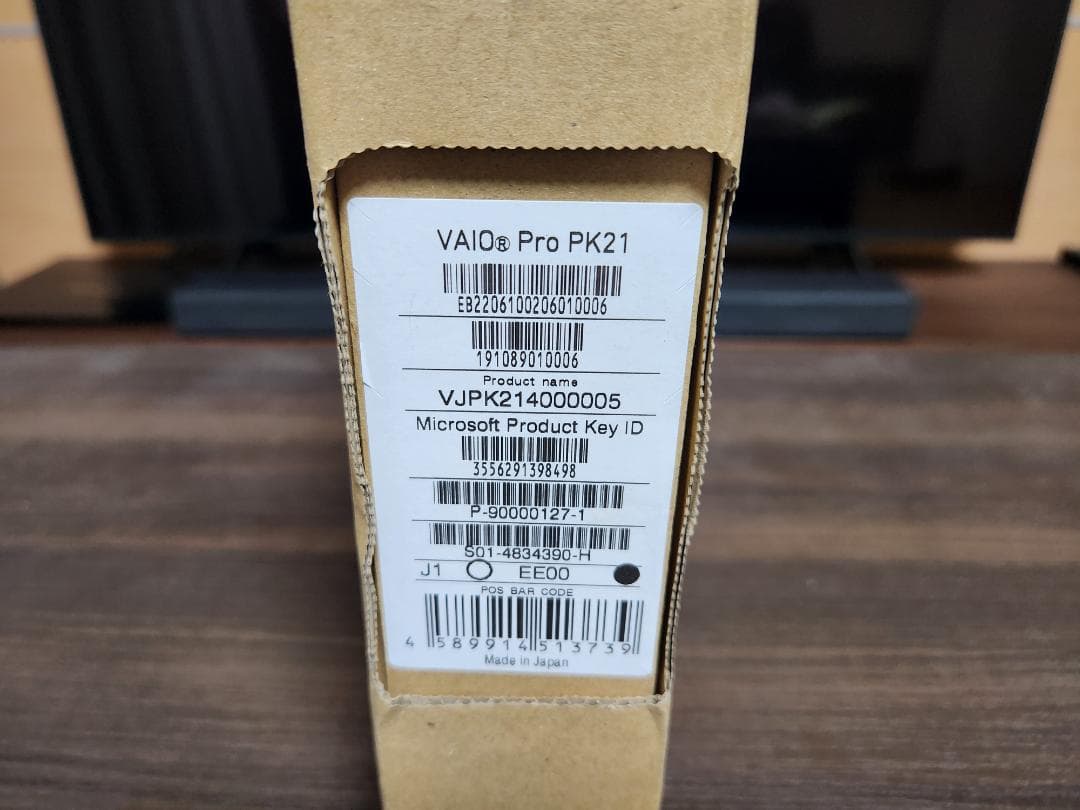 VAIO® Pro PK21
EB2206100206010006
191089010006
Product name
VJPK214000005
Microsoft Product Key ID
3556291398498
P-90000127-1
S01-4834390-H
J1 EE00
POS BAR CODE
4 589914 513739
Made in Japan